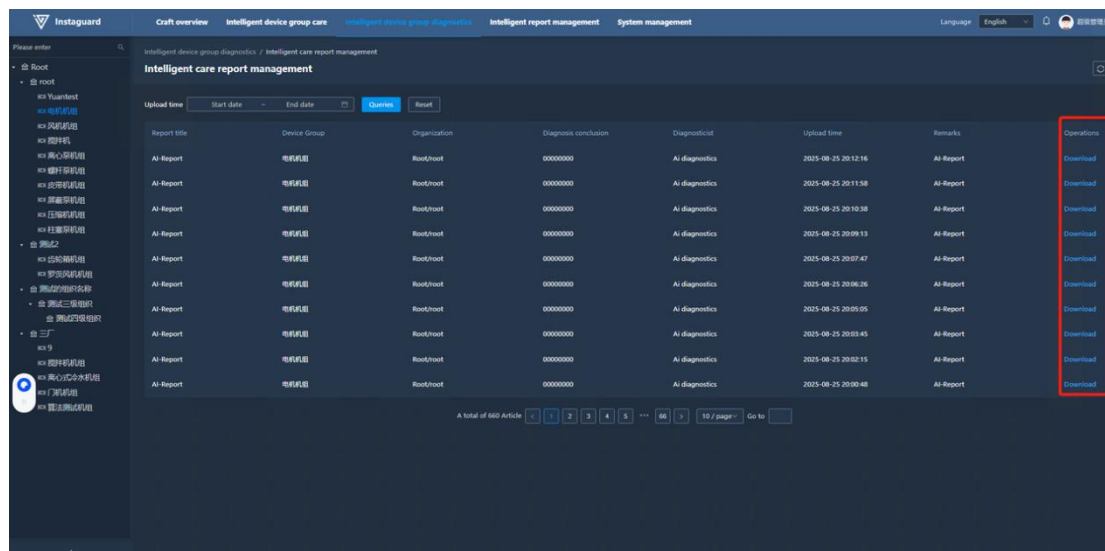 Instaguard
Craft overview Intelligent device group care Intelligent device group diagnostics Intelligent report management System management
Language English
Please enter
Root
root
Yuantest
电机机组
风机机组
搅拌机
离心泵机组
螺杆泵机组
皮带机机组
屏蔽泵机组
压缩机机组
柱塞泵机组
测试2
齿轮箱机组
罗茨风机机组
测试的组织名称
测试三级组织
测试四级组织
三厂
9
搅拌机机组
离心式冷水机组
门机机组
算法测试机组
Intelligent device group diagnostics / Intelligent care report management
Intelligent care report management
Upload time Start date ~ End date Queries Reset
Report title Device Group Organization Diagnosis conclusion Diagnosticist Upload time Remarks Operations
AI-Report 电机机组 Root/root 00000000 Ai diagnostics 2025-08-25 20:12:16 AI-Report Download
AI-Report 电机机组 Root/root 00000000 Ai diagnostics 2025-08-25 20:11:58 AI-Report Download
AI-Report 电机机组 Root/root 00000000 Ai diagnostics 2025-08-25 20:10:38 AI-Report Download
AI-Report 电机机组 Root/root 00000000 Ai diagnostics 2025-08-25 20:09:13 AI-Report Download
AI-Report 电机机组 Root/root 00000000 Ai diagnostics 2025-08-25 20:07:47 AI-Report Download
AI-Report 电机机组 Root/root 00000000 Ai diagnostics 2025-08-25 20:06:26 AI-Report Download
AI-Report 电机机组 Root/root 00000000 Ai diagnostics 2025-08-25 20:05:05 AI-Report Download
AI-Report 电机机组 Root/root 00000000 Ai diagnostics 2025-08-25 20:03:45 AI-Report Download
AI-Report 电机机组 Root/root 00000000 Ai diagnostics 2025-08-25 20:02:15 AI-Report Download
AI-Report 电机机组 Root/root 00000000 Ai diagnostics 2025-08-25 20:00:48 AI-Report Download
A total of 660 Article < 1 2 3 4 5 ••• 66 > 10 / page Go to